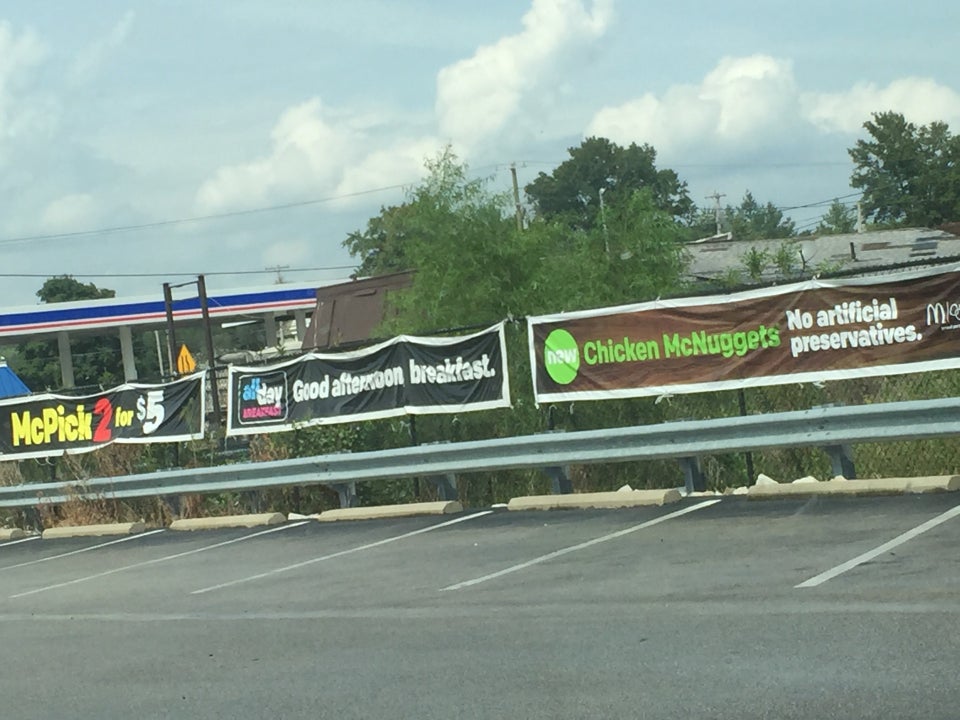 McPick 2 for $5
all day
BREAKFAST
Good afternoon breakfast.
new Chicken McNuggets
No artificial
preservatives.